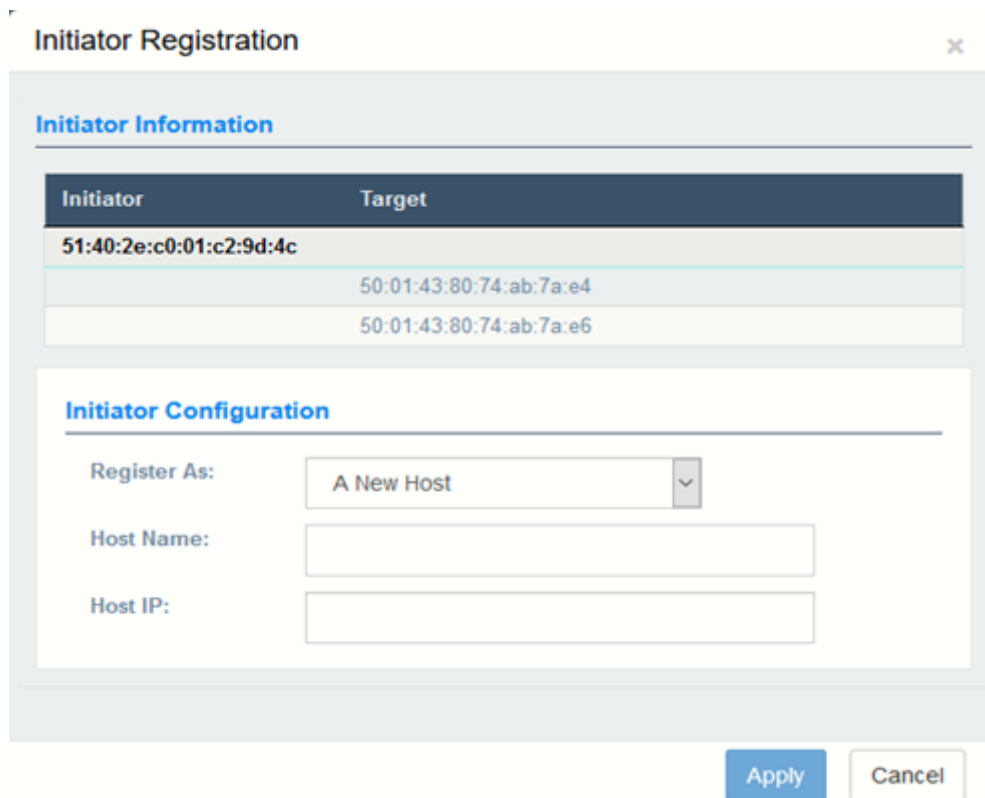 Initiator Registration ×
Initiator Information
Initiator Target
51:40:2e:c0:01:c2:9d:4c
50:01:43:80:74:ab:7a:e4
50:01:43:80:74:ab:7a:e6
Initiator Configuration
Register As: A New Host
Host Name:
Host IP:
Apply Cancel